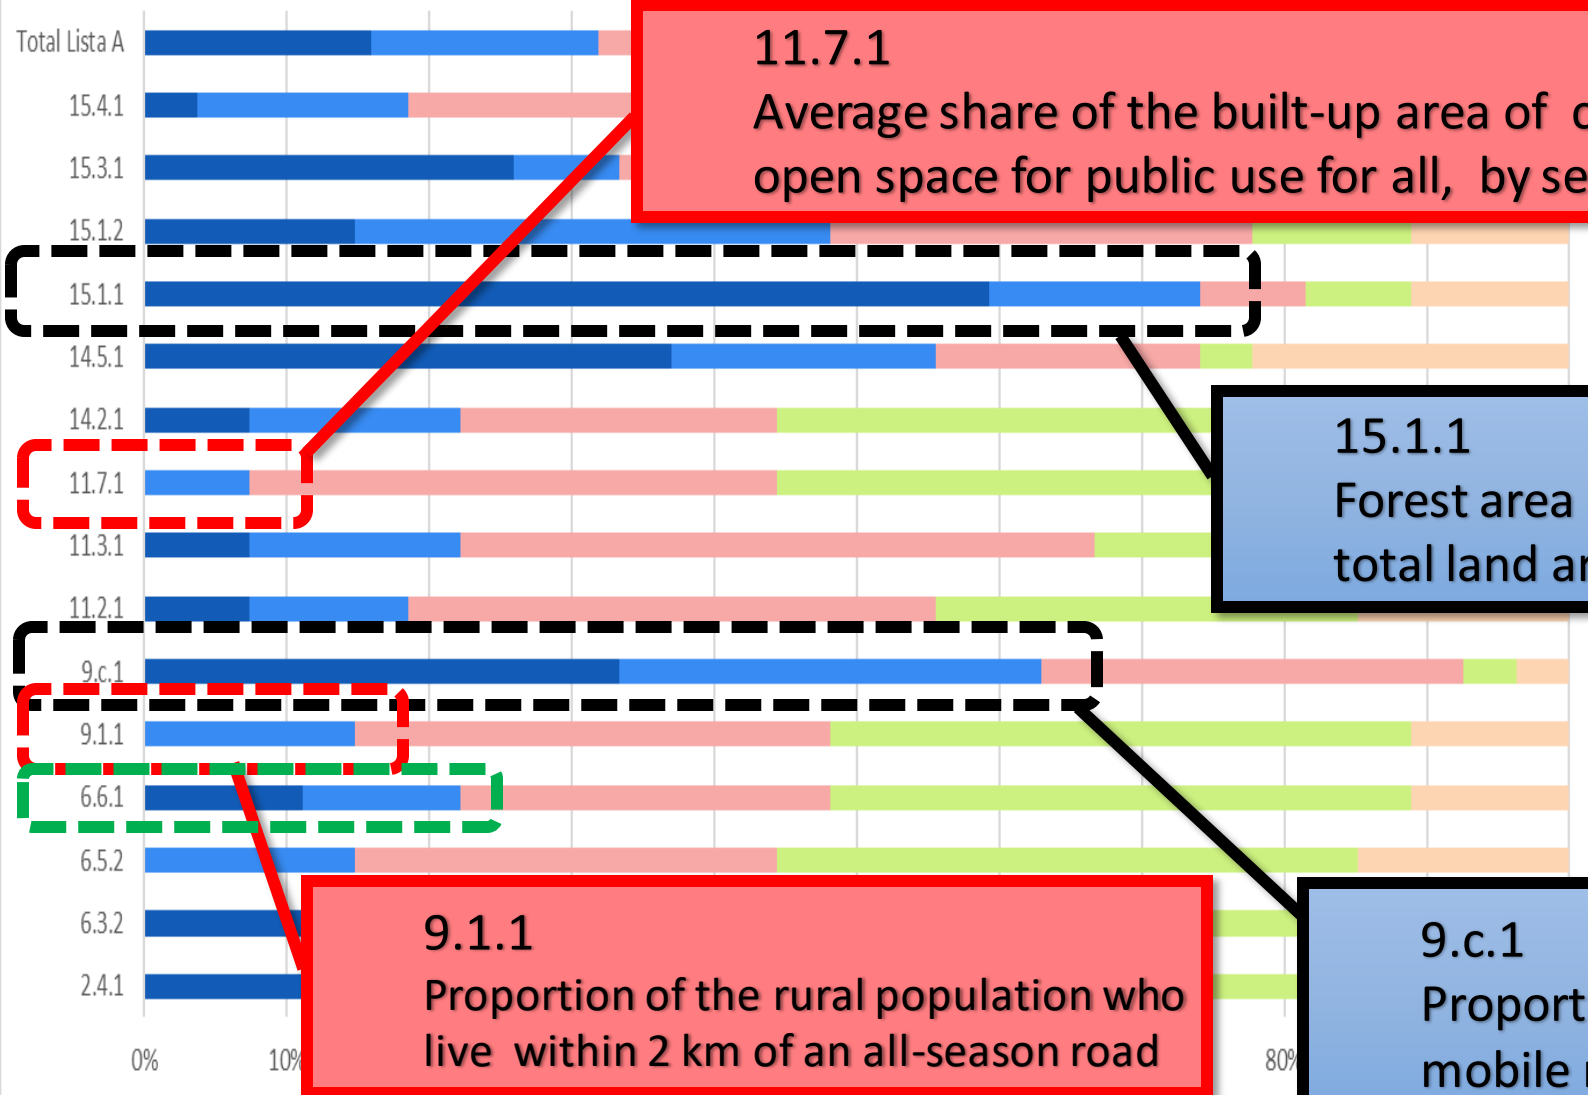 Total Lista A
11.7.1
Average share of the built-up area of
open space for public use for all, by
15.4.1
15.3.1
15.1.2
15.1.1
14.5.1
14.2.1
15.1.1
Forest area
total land
11.7.1
11.3.1
11.2.1
9.c.1
9.1.1
6.6.1
6.5.2
6.3.2
2.4.1
9.1.1
Proportion of the rural population who
live within 2 km of an all-season road
9.c.1
mobile
0% 10% 80%